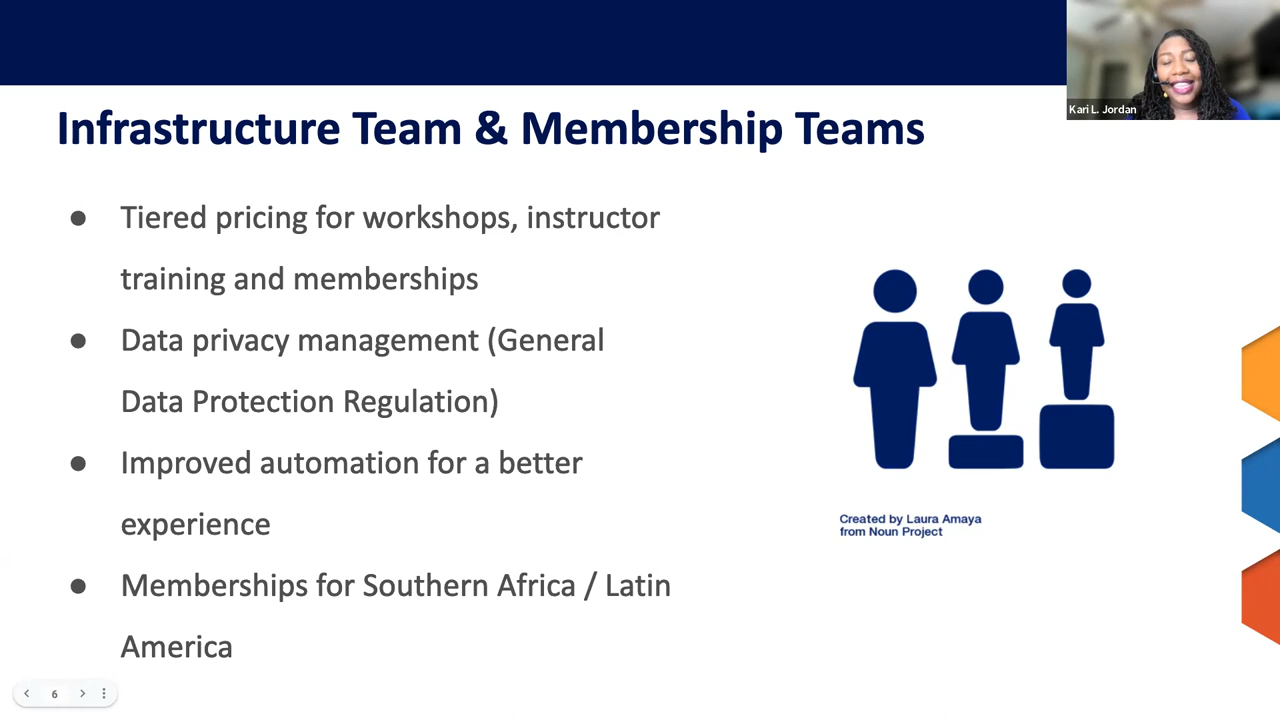 Kari L. Jordan
Infrastructure Team & Membership Teams
● Tiered pricing for workshops, instructor
training and memberships
● Data privacy management (General
Data Protection Regulation)
● Improved automation for a better
experience
● Memberships for Southern Africa / Latin
America
Created by Laura Amaya
from Noun Project
6